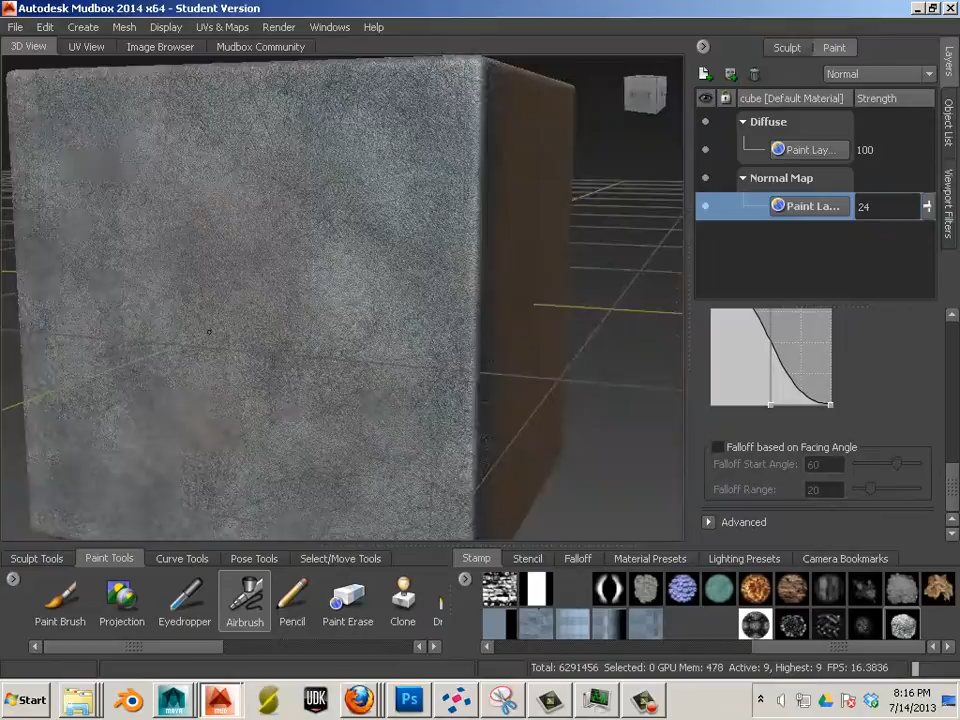 Autodesk Mudbox 2014 x64 - Student Version
File Edit Create Mesh Display UVs & Maps Render Windows Help
3D View UV View Image Browser Mudbox Community
Sculpt Paint
Normal
cube [Default Material] Strength
Diffuse
Paint Lay... 100
Normal Map
Paint La... 24
Layers
Object List
Viewport Filters
Falloff based on Facing Angle
Falloff Start Angle: 60
Falloff Range: 20
Advanced
Sculpt Tools Paint Tools Curve Tools Pose Tools Select/Move Tools
Stamp Stencil Falloff Material Presets Lighting Presets Camera Bookmarks
Paint Brush Projection Eyedropper Airbrush Pencil Paint Erase Clone Dr
Total: 6291456 Selected: 0 GPU Mem: 478 Active: 9, Highest: 9 FPS: 16.3836
Start MUD UDK Ps
8:16 PM
7/14/2013